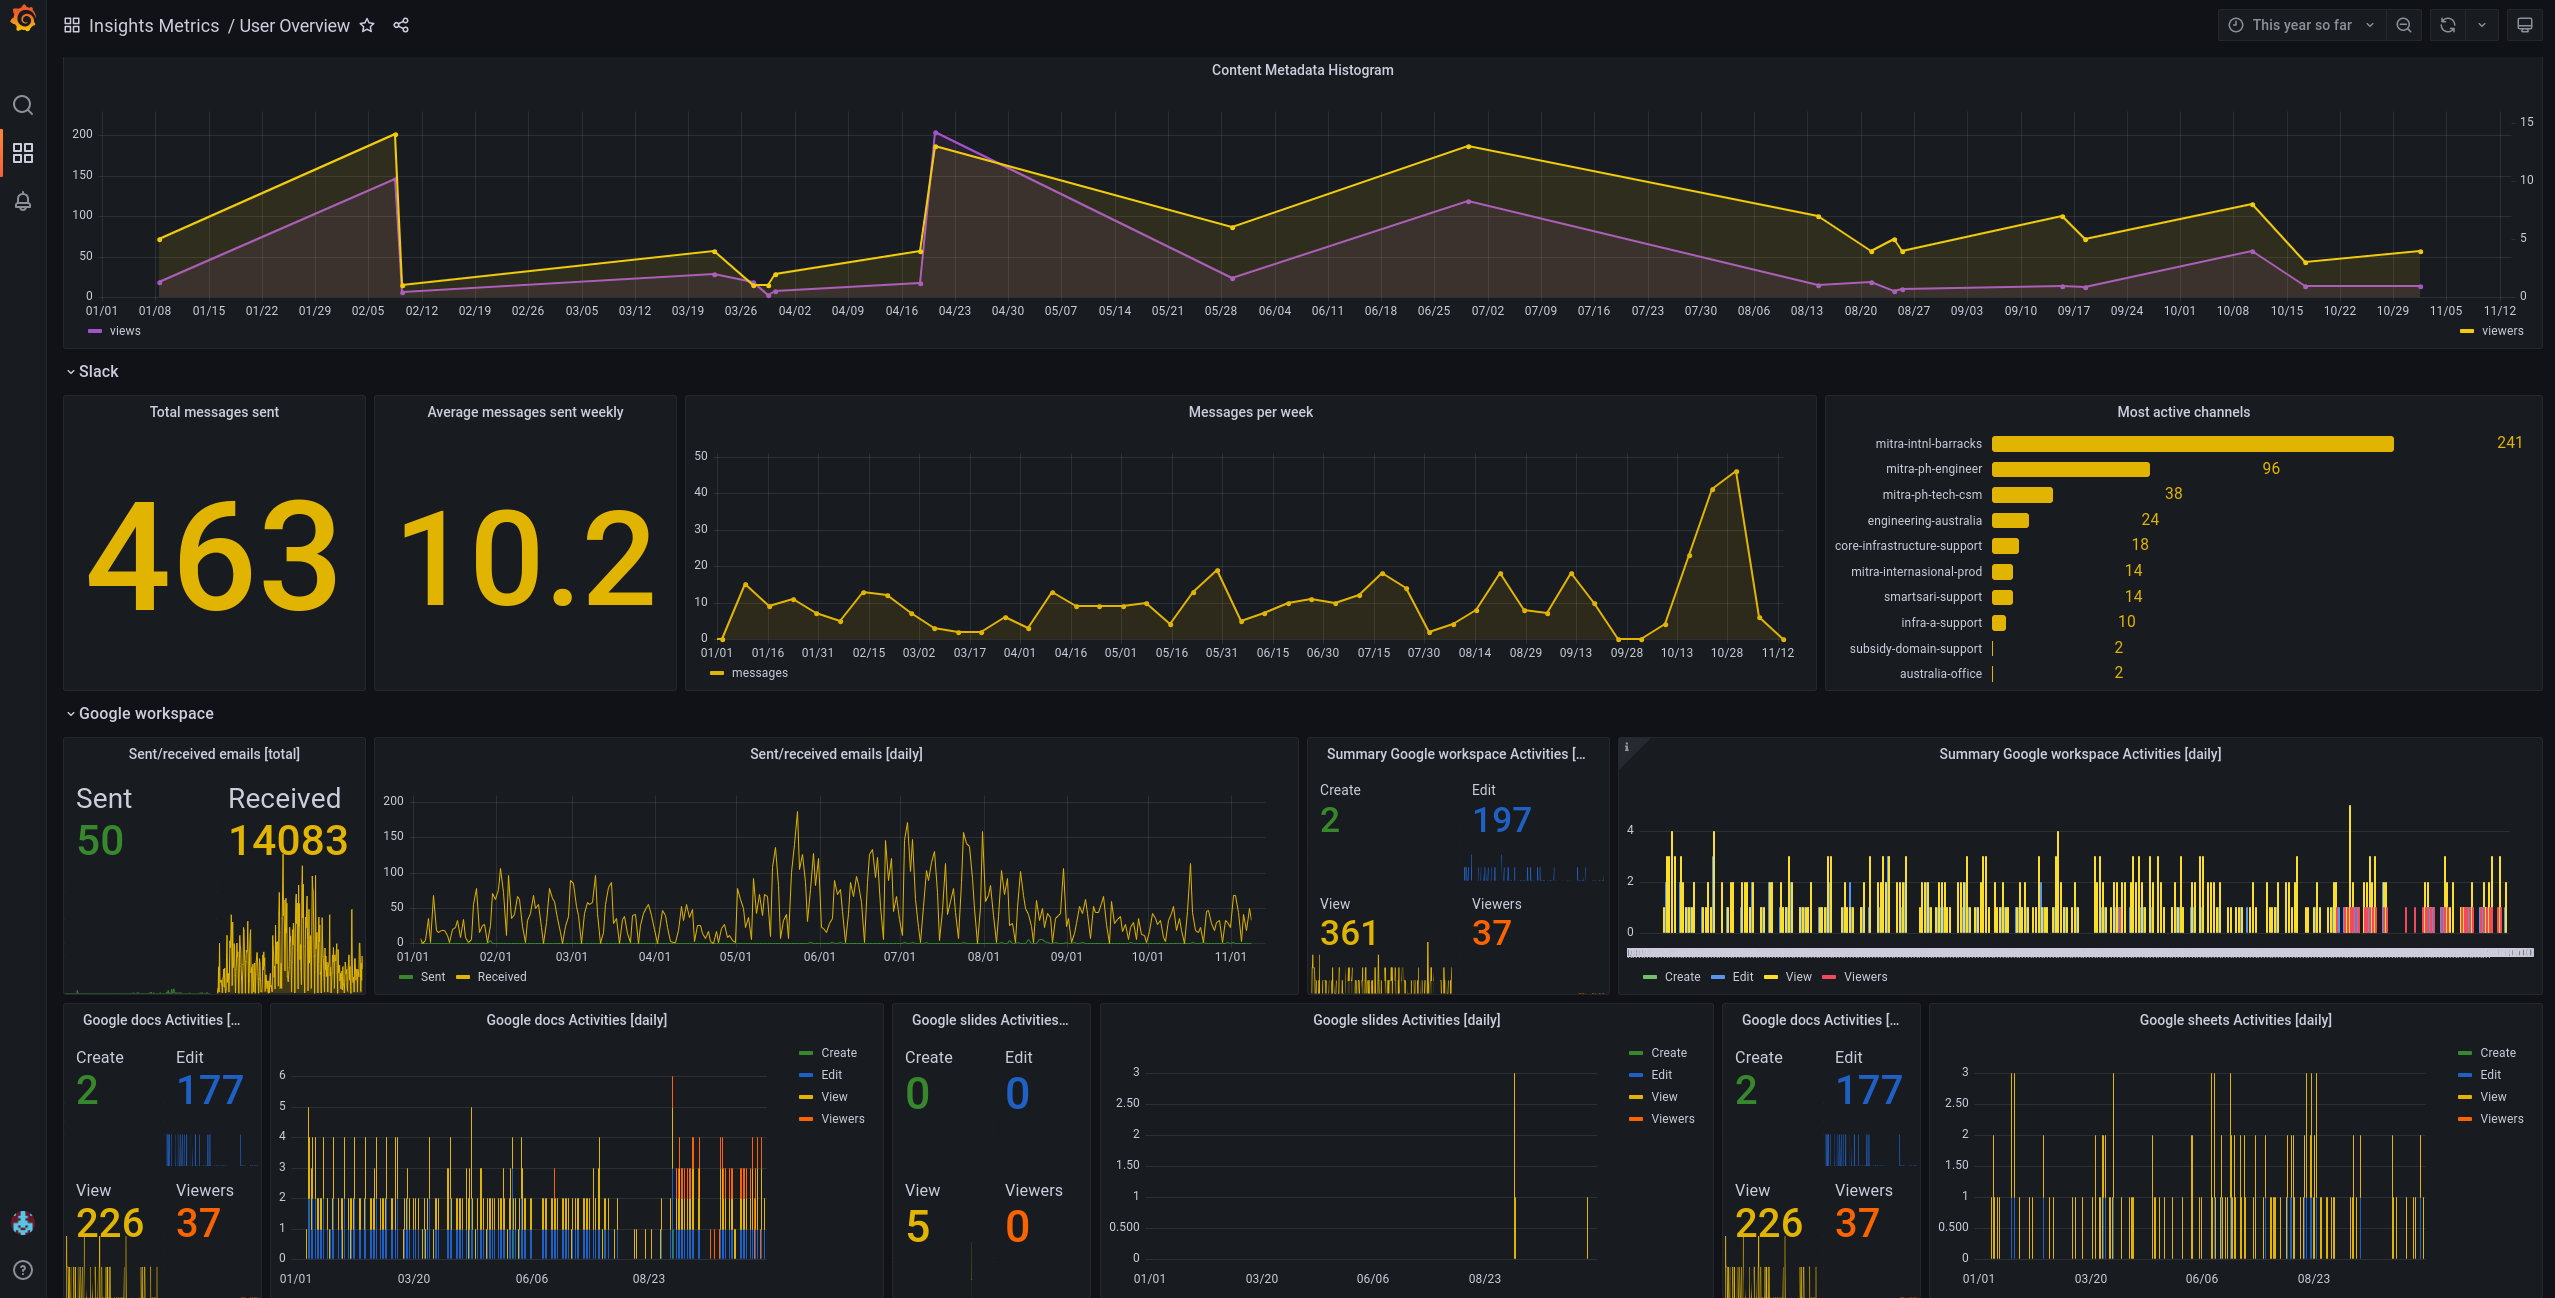 Insights Metrics / User Overview
This year so far
Content Metadata Histogram
200
150
100
50
0
15
10
5
0
01/01 01/08 01/15 01/22 01/29 02/05 02/12 02/19 02/26 03/05 03/12 03/19 03/26 04/02 04/09 04/16 04/23 04/30 05/07 05/14 05/21 05/28 06/04 06/11 06/18 06/25 07/02 07/09 07/16 07/23 07/30 08/06 08/13 08/20 08/27 09/03 09/10 09/17 09/24 10/01 10/08 10/15 10/22 10/29 11/05 11/12
views
viewers
Slack
Total messages sent
463
Average messages sent weekly
10.2
Messages per week
50
40
30
20
10
0
01/01 01/16 01/31 02/15 03/02 03/17 04/01 04/16 05/01 05/16 05/31 06/15 06/30 07/15 07/30 08/14 08/29 09/13 09/28 10/13 10/28 11/12
messages
Most active channels
mitra-intnl-barracks 241
mitra-ph-engineer 96
mitra-ph-tech-csm 38
engineering-australia 24
core-infrastructure-support 18
mitra-internasional-prod 14
smartsari-support 14
infra-a-support 10
subsidy-domain-support 2
australia-office 2
Google workspace
Sent/received emails [total]
Sent Received
50 14083
Sent/received emails [daily]
200
150
100
50
0
01/01 02/01 03/01 04/01 05/01 06/01 07/01 08/01 09/01 10/01 11/01
Sent Received
Summary Google workspace Activities [...
Create Edit
2 197
View Viewers
361 37
Summary Google workspace Activities [daily]
4
2
0
Create Edit View Viewers
Google docs Activities [...
Create Edit
2 177
View Viewers
226 37
Google docs Activities [daily]
6
5
4
3
2
1
0
01/01 03/20 06/06 08/23
Create
Edit
View
Viewers
Google slides Activities...
Create Edit
0 0
View Viewers
5 0
Google slides Activities [daily]
3
2.50
2
1.50
1
0.500
0
01/01 03/20 06/06 08/23
Create
Edit
View
Viewers
Google docs Activities [...
Create Edit
2 177
View Viewers
226 37
Google sheets Activities [daily]
3
2.50
2
1.50
1
0.500
0
01/01 03/20 06/06 08/23
Create
Edit
View
Viewers